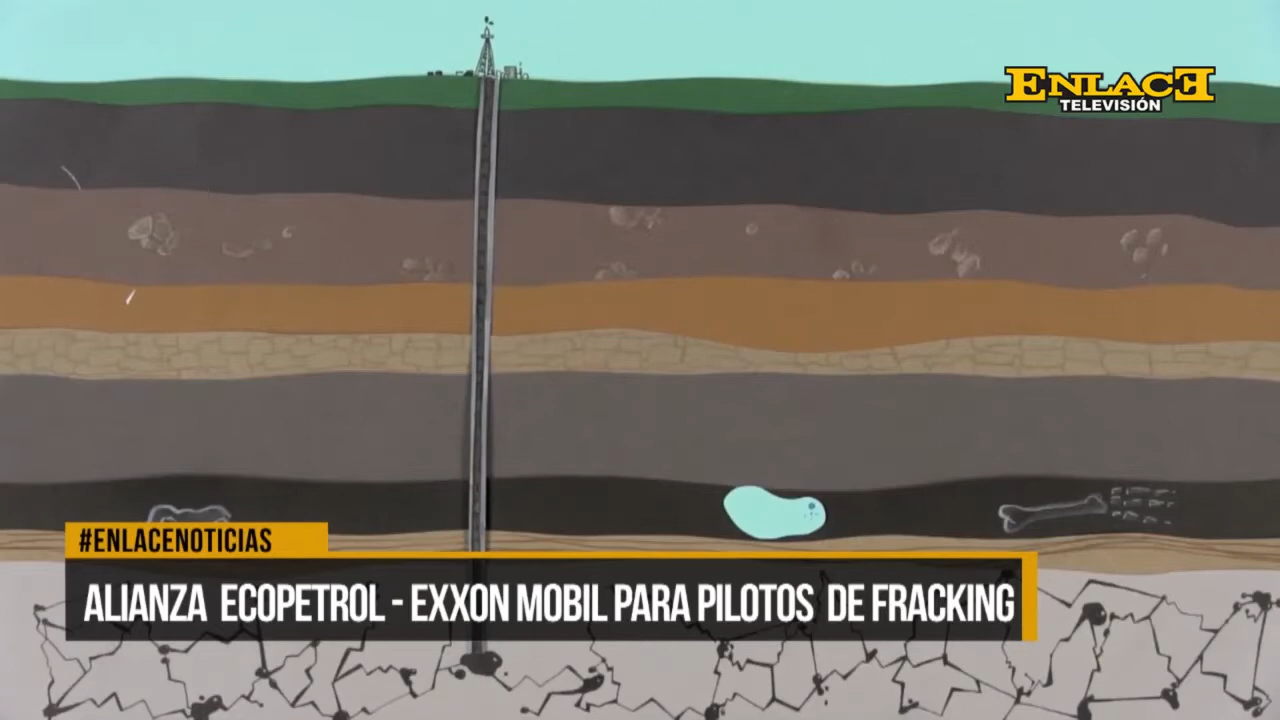 ENLACE
TELEVISIÓN
#ENLACENOTICIAS
ALIANZA ECOPETROL - EXXON MOBIL PARA PILOTOS DE FRACKING